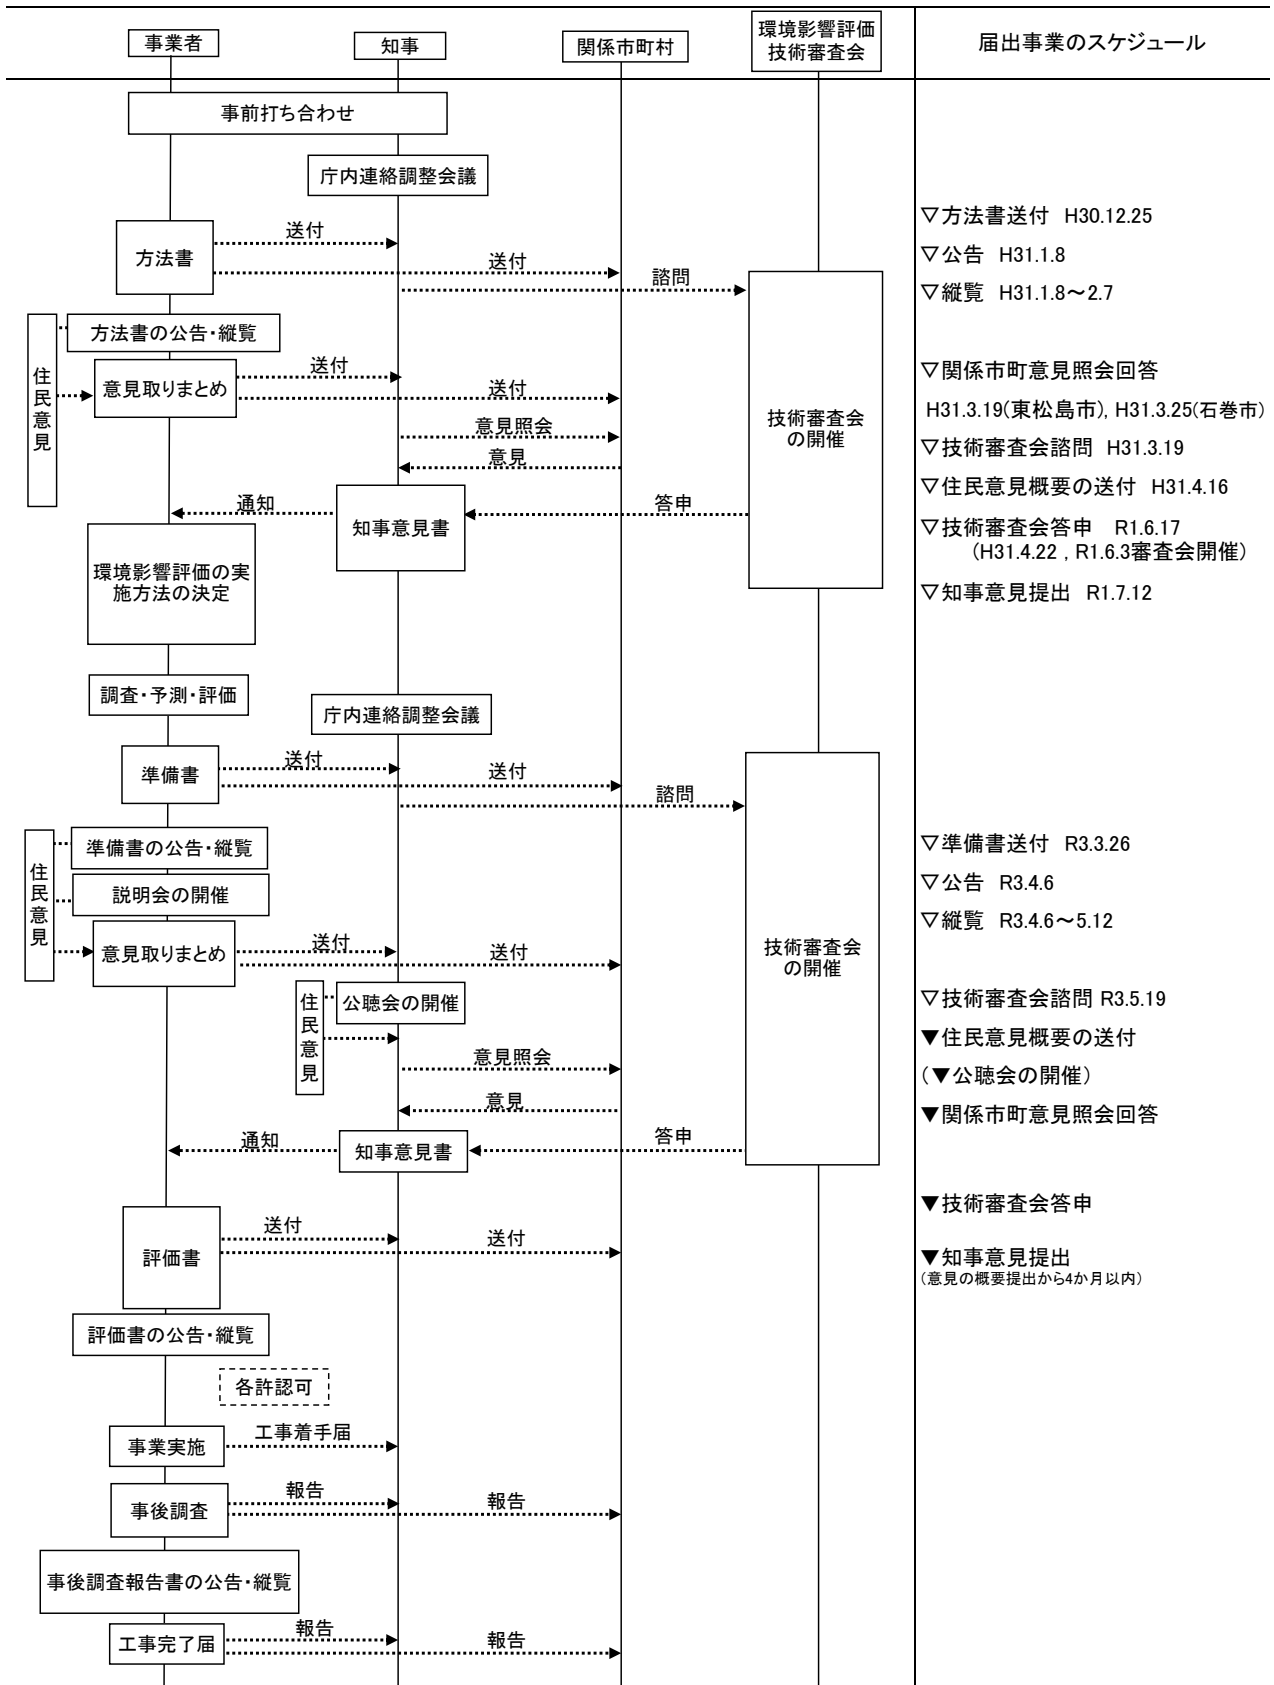 事業者
知事
関係市町村
環境影響評価
技術審査会
届出事業のスケジュール
事前打ち合わせ
庁内連絡調整会議
方法書
送付
送付
諮問
▽方法書送付 H30.12.25
▽公告 H31.1.8
▽縦覧 H31.1.8～2.7
方法書の公告・縦覧
住民意見
意見取りまとめ
送付
送付
意見照会
意見
技術審査会
の開催
▽関係市町意見照会回答
H31.3.19(東松島市), H31.3.25(石巻市)
▽技術審査会諮問 H31.3.19
▽住民意見概要の送付 H31.4.16
通知
知事意見書
答申
▽技術審査会答申 R1.6.17
(H31.4.22 , R1.6.3審査会開催)
▽知事意見提出 R1.7.12
環境影響評価の実
施方法の決定
調査・予測・評価
庁内連絡調整会議
準備書
送付
送付
諮問
準備書の公告・縦覧
説明会の開催
住民意見
意見取りまとめ
送付
送付
技術審査会
の開催
▽準備書送付 R3.3.26
▽公告 R3.4.6
▽縦覧 R3.4.6～5.12
住民意見
公聴会の開催
意見照会
意見
▽技術審査会諮問 R3.5.19
▼住民意見概要の送付
(▼公聴会の開催)
▼関係市町意見照会回答
通知
知事意見書
答申
▼技術審査会答申
評価書
送付
送付
▼知事意見提出
(意見の概要提出から4か月以内)
評価書の公告・縦覧
各許認可
事業実施
工事着手届
事後調査
報告
報告
事後調査報告書の公告・縦覧
工事完了届
報告
報告